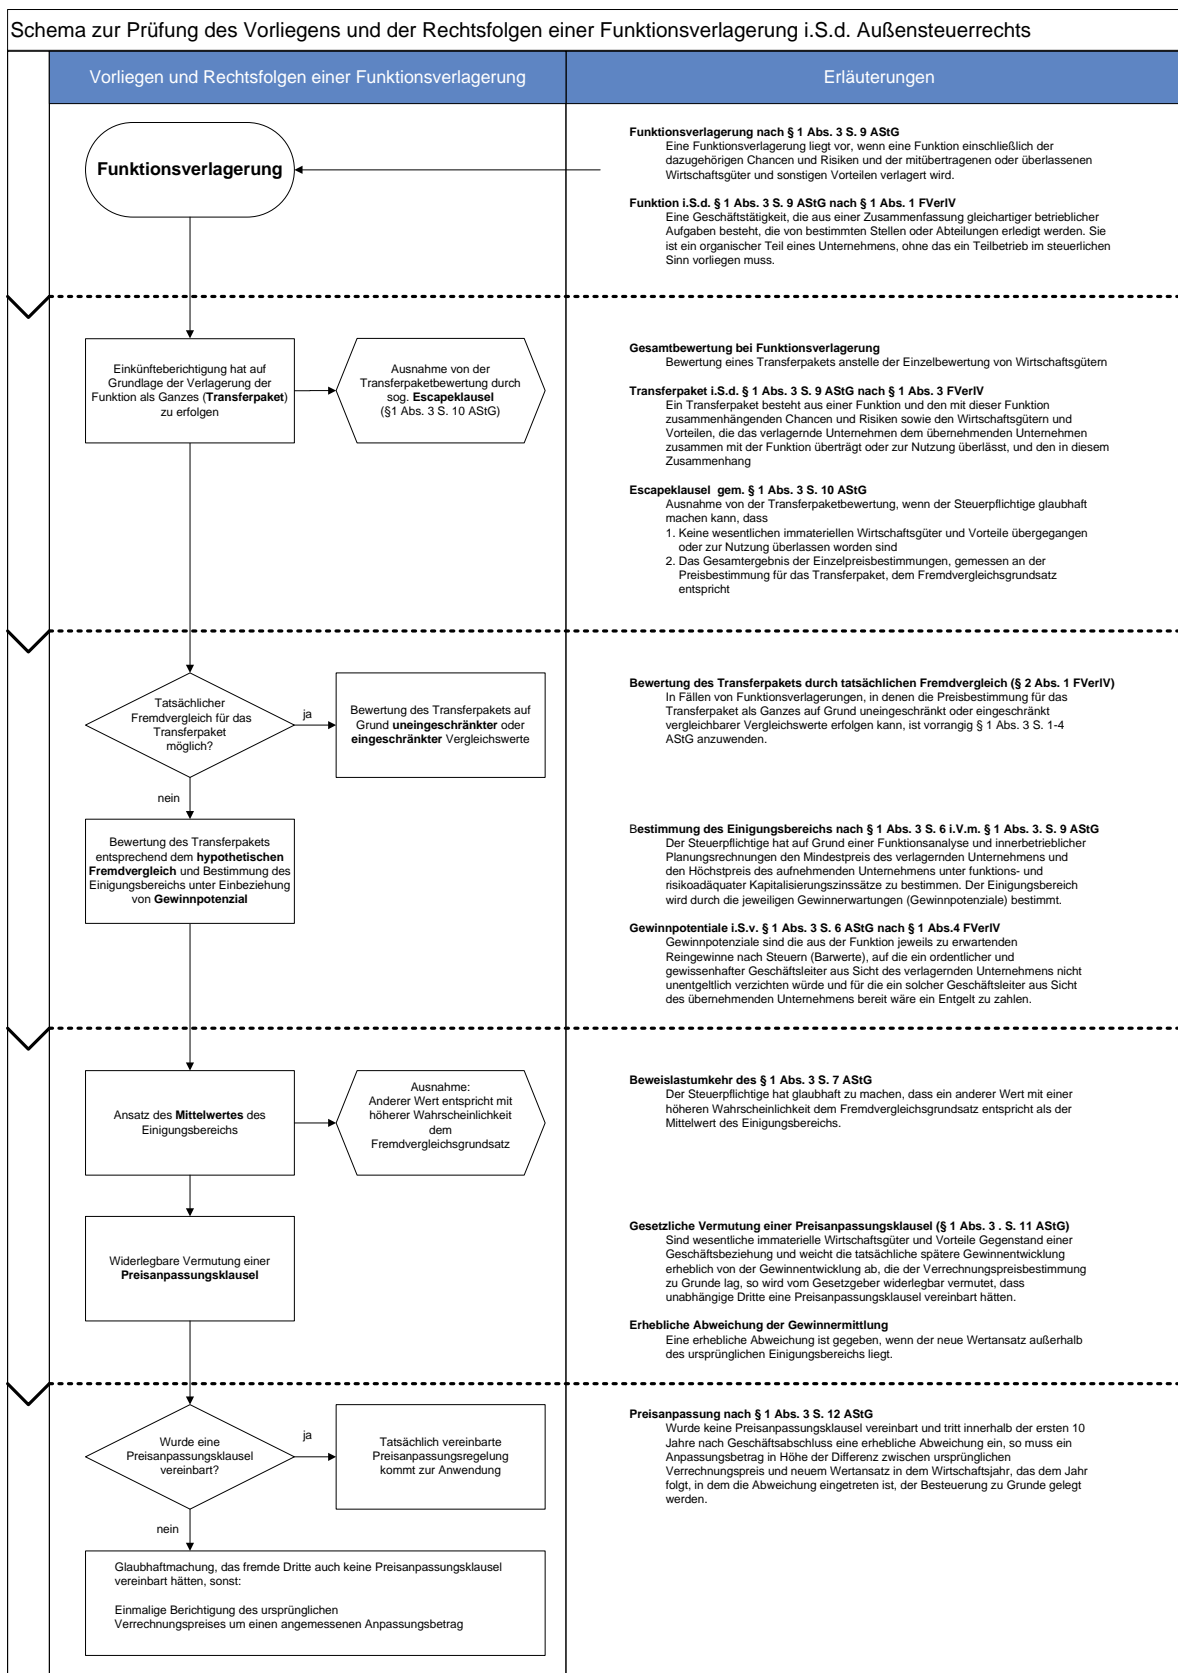 Schema zur Prüfung des Vorliegens und der Rechtsfolgen einer Funktionsverlagerung i.S.d. Außensteuerrechts
Vorliegen und Rechtsfolgen einer Funktionsverlagerung
Erläuterungen
Funktionsverlagerung
Funktionsverlagerung nach § 1 Abs. 3 S. 9 AStG
Eine Funktionsverlagerung liegt vor, wenn eine Funktion einschließlich der
dazugehörigen Chancen und Risiken und der mitübertragenen oder überlassenen
Wirtschaftsgüter und sonstigen Vorteilen verlagert wird.
Funktion i.S.d. § 1 Abs. 3 S. 9 AStG nach § 1 Abs. 1 FVerlV
Eine Geschäftstätigkeit, die aus einer Zusammenfassung gleichartiger betrieblicher
Aufgaben besteht, die von bestimmten Stellen oder Abteilungen erledigt werden. Sie
ist ein organischer Teil eines Unternehmens, ohne das ein Teilbetrieb im steuerlichen
Sinn vorliegen muss.
Einkünfteberichtigung hat auf
Grundlage der Verlagerung der
Funktion als Ganzes (Transferpaket)
zu erfolgen
Ausnahme von der
Transferpaketbewertung durch
sog. Escapeklausel
(§1 Abs. 3 S. 10 AStG)
Gesamtbewertung bei Funktionsverlagerung
Bewertung eines Transferpakets anstelle der Einzelbewertung von Wirtschaftsgütern
Transferpaket i.S.d. § 1 Abs. 3 S. 9 AStG nach § 1 Abs. 3 FVerlV
Ein Transferpaket besteht aus einer Funktion und den mit dieser Funktion
zusammenhängenden Chancen und Risiken sowie den Wirtschaftsgütern und
Vorteilen, die das verlagernde Unternehmen dem übernehmenden Unternehmen
zusammen mit der Funktion überträgt oder zur Nutzung überlässt, und den in diesem
Zusammenhang
Escapeklausel gem. § 1 Abs. 3 S. 10 AStG
Ausnahme von der Transferpaketbewertung, wenn der Steuerpflichtige glaubhaft
machen kann, dass
1. Keine wesentlichen immateriellen Wirtschaftsgüter und Vorteile übergegangen
oder zur Nutzung überlassen worden sind
2. Das Gesamtergebnis der Einzelpreisbestimmungen, gemessen an der
Preisbestimmung für das Transferpaket, dem Fremdvergleichsgrundsatz
entspricht
Tatsächlicher
Fremdvergleich für das
Transferpaket
möglich?
ja
Bewertung des Transferpakets auf
Grund uneingeschränkter oder
eingeschränkter Vergleichswerte
nein
Bewertung des Transferpakets durch tatsächlichen Fremdvergleich (§ 2 Abs. 1 FVerlV)
In Fällen von Funktionsverlagerungen, in denen die Preisbestimmung für das
Transferpaket als Ganzes auf Grund uneingeschränkt oder eingeschränkt
vergleichbarer Vergleichswerte erfolgen kann, ist vorrangig § 1 Abs. 3 S. 1-4
AStG anzuwenden.
Bewertung des Transferpakets
entsprechend dem hypothetischen
Fremdvergleich und Bestimmung des
Einigungsbereichs unter Einbeziehung
von Gewinnpotenzial
Bestimmung des Einigungsbereichs nach § 1 Abs. 3 S. 6 i.V.m. § 1 Abs. 3. S. 9 AStG
Der Steuerpflichtige hat auf Grund einer Funktionsanalyse und innerbetrieblicher
Planungsrechnungen den Mindestpreis des verlagernden Unternehmens und
den Höchstpreis des aufnehmenden Unternehmens unter funktions- und
risikoadäquater Kapitalisierungszinssätze zu bestimmen. Der Einigungsbereich
wird durch die jeweiligen Gewinnerwartungen (Gewinnpotenziale) bestimmt.
Gewinnpotentiale i.S.v. § 1 Abs. 3 S. 6 AStG nach § 1 Abs.4 FVerlV
Gewinnpotenziale sind die aus der Funktion jeweils zu erwartenden
Reingewinne nach Steuern (Barwerte), auf die ein ordentlicher und
gewissenhafter Geschäftsleiter aus Sicht des verlagernden Unternehmens nicht
unentgeltlich verzichten würde und für die ein solcher Geschäftsleiter aus Sicht
des übernehmenden Unternehmens bereit wäre ein Entgelt zu zahlen.
Ansatz des Mittelwertes des
Einigungsbereichs
Ausnahme:
Anderer Wert entspricht mit
höherer Wahrscheinlichkeit
dem
Fremdvergleichsgrundsatz
Beweislastumkehr des § 1 Abs. 3 S. 7 AStG
Der Steuerpflichtige hat glaubhaft zu machen, dass ein anderer Wert mit einer
höheren Wahrscheinlichkeit dem Fremdvergleichsgrundsatz entspricht als der
Mittelwert des Einigungsbereichs.
Widerlegbare Vermutung einer
Preisanpassungsklausel
Gesetzliche Vermutung einer Preisanpassungsklausel (§ 1 Abs. 3 . S. 11 AStG)
Sind wesentliche immaterielle Wirtschaftsgüter und Vorteile Gegenstand einer
Geschäftsbeziehung und weicht die tatsächliche spätere Gewinnentwicklung
erheblich von der Gewinnentwicklung ab, die der Verrechnungspreisbestimmung
zu Grunde lag, so wird vom Gesetzgeber widerlegbar vermutet, dass
unabhängige Dritte eine Preisanpassungsklausel vereinbart hätten.
Erhebliche Abweichung der Gewinnermittlung
Eine erhebliche Abweichung ist gegeben, wenn der neue Wertansatz außerhalb
des ursprünglichen Einigungsbereichs liegt.
Wurde eine
Preisanpassungsklausel
vereinbart?
ja
Tatsächlich vereinbarte
Preisanpassungsregelung
kommt zur Anwendung
nein
Preisanpassung nach § 1 Abs. 3 S. 12 AStG
Wurde keine Preisanpassungsklausel vereinbart und tritt innerhalb der ersten 10
Jahre nach Geschäftsabschluss eine erhebliche Abweichung ein, so muss ein
Anpassungsbetrag in Höhe der Differenz zwischen ursprünglichen
Verrechnungspreis und neuem Wertansatz in dem Wirtschaftsjahr, das dem Jahr
folgt, in dem die Abweichung eingetreten ist, der Besteuerung zu Grunde gelegt
werden.
Glaubhaftmachung, das fremde Dritte auch keine Preisanpassungsklausel
vereinbart hätten, sonst:
Einmalige Berichtigung des ursprünglichen
Verrechnungspreises um einen angemessenen Anpassungsbetrag